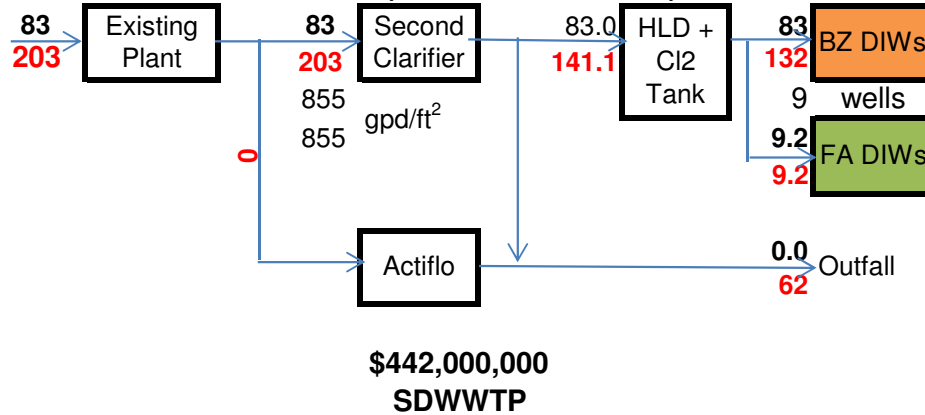 83
203
Existing
Plant
83
203
Second
Clarifier
83.0
141.1
HLD +
Cl2
Tank
83
132
BZ DIWs
855
855
gpd/ft²
9 wells
0
9.2
9.2
FA DIWs
Actiflo
0.0
62
Outfall
$442,000,000
SDWWTP